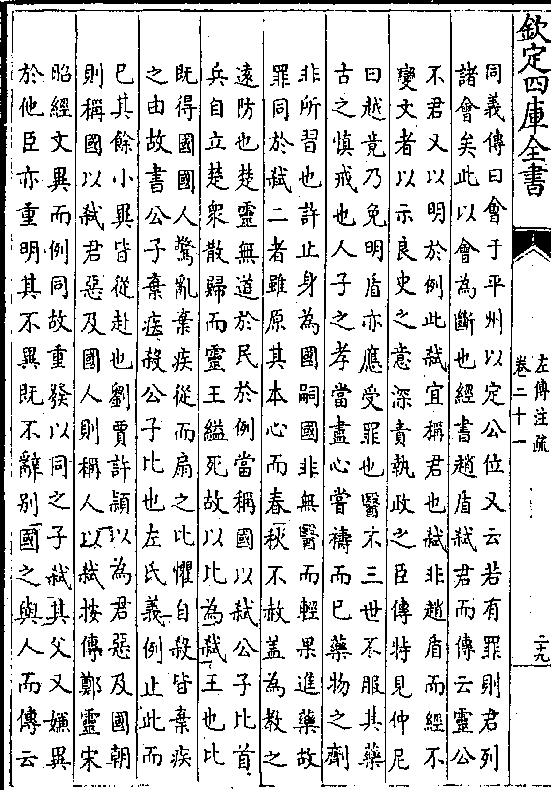 欽定四庫全書
左傳注疏
卷二十一
二十九
同義傳曰會于平州以定公位又云若有罪則君列
諸會矣此以會為斷也經書趙盾弑君而傳云靈公
不君又以明於例此弑宜稱君也弑非趙盾而經不
變文者以示良史之意深責執政之臣傳特見仲尼
曰越竟乃免明盾亦應受罪也醫不三世不服其藥
古之慎戒也人子之孝當盡心嘗禱而已藥物之齊
非所習也許止身為國嗣國非無醫而輕果進藥故
罪同於弑二者雖原其本心而春秋不赦蓋為教之
遠防也楚靈無道於民於例當稱國以弑公子比首
兵自立楚衆散歸而靈王縊死故以比為弑王也比
既得國國人驚亂棄疾從而扇之比懼自殺皆棄疾
之由故書公子棄疾殺公子比也左氏義例止此而
已其餘小異皆從赴也劉賈許頴以為君惡及國朝
則稱國以弑君惡及國人則稱人以弑按傳鄭靈宋
昭經文異而例同故重發以同之子弑其父又嫌異
於他臣亦重明其不異既不辭别國之與人而傳云